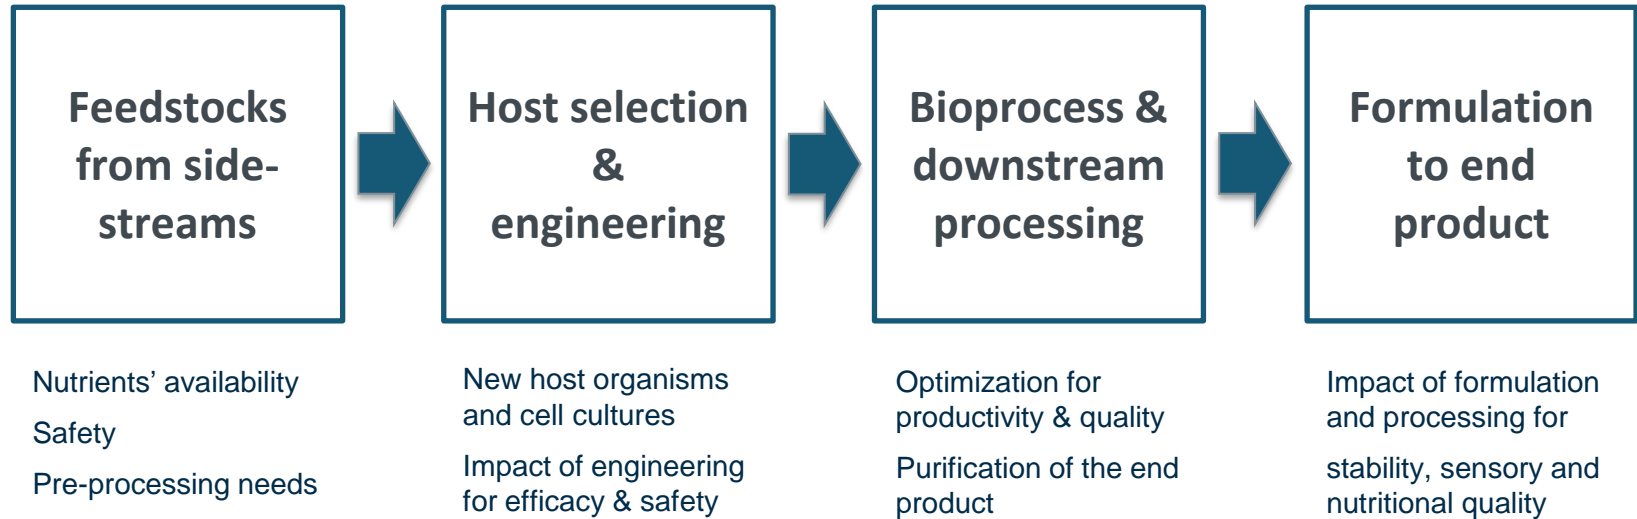 Feedstocks
from side-
streams
Host selection
&
engineering
Bioprocess &
downstream
processing
Formulation
to end
product
Nutrients’ availability
Safety
Pre-processing needs
New host organisms
and cell cultures
Impact of engineering
for efficacy & safety
Optimization for
productivity & quality
Purification of the end
product
Impact of formulation
and processing for
stability, sensory and
nutritional quality